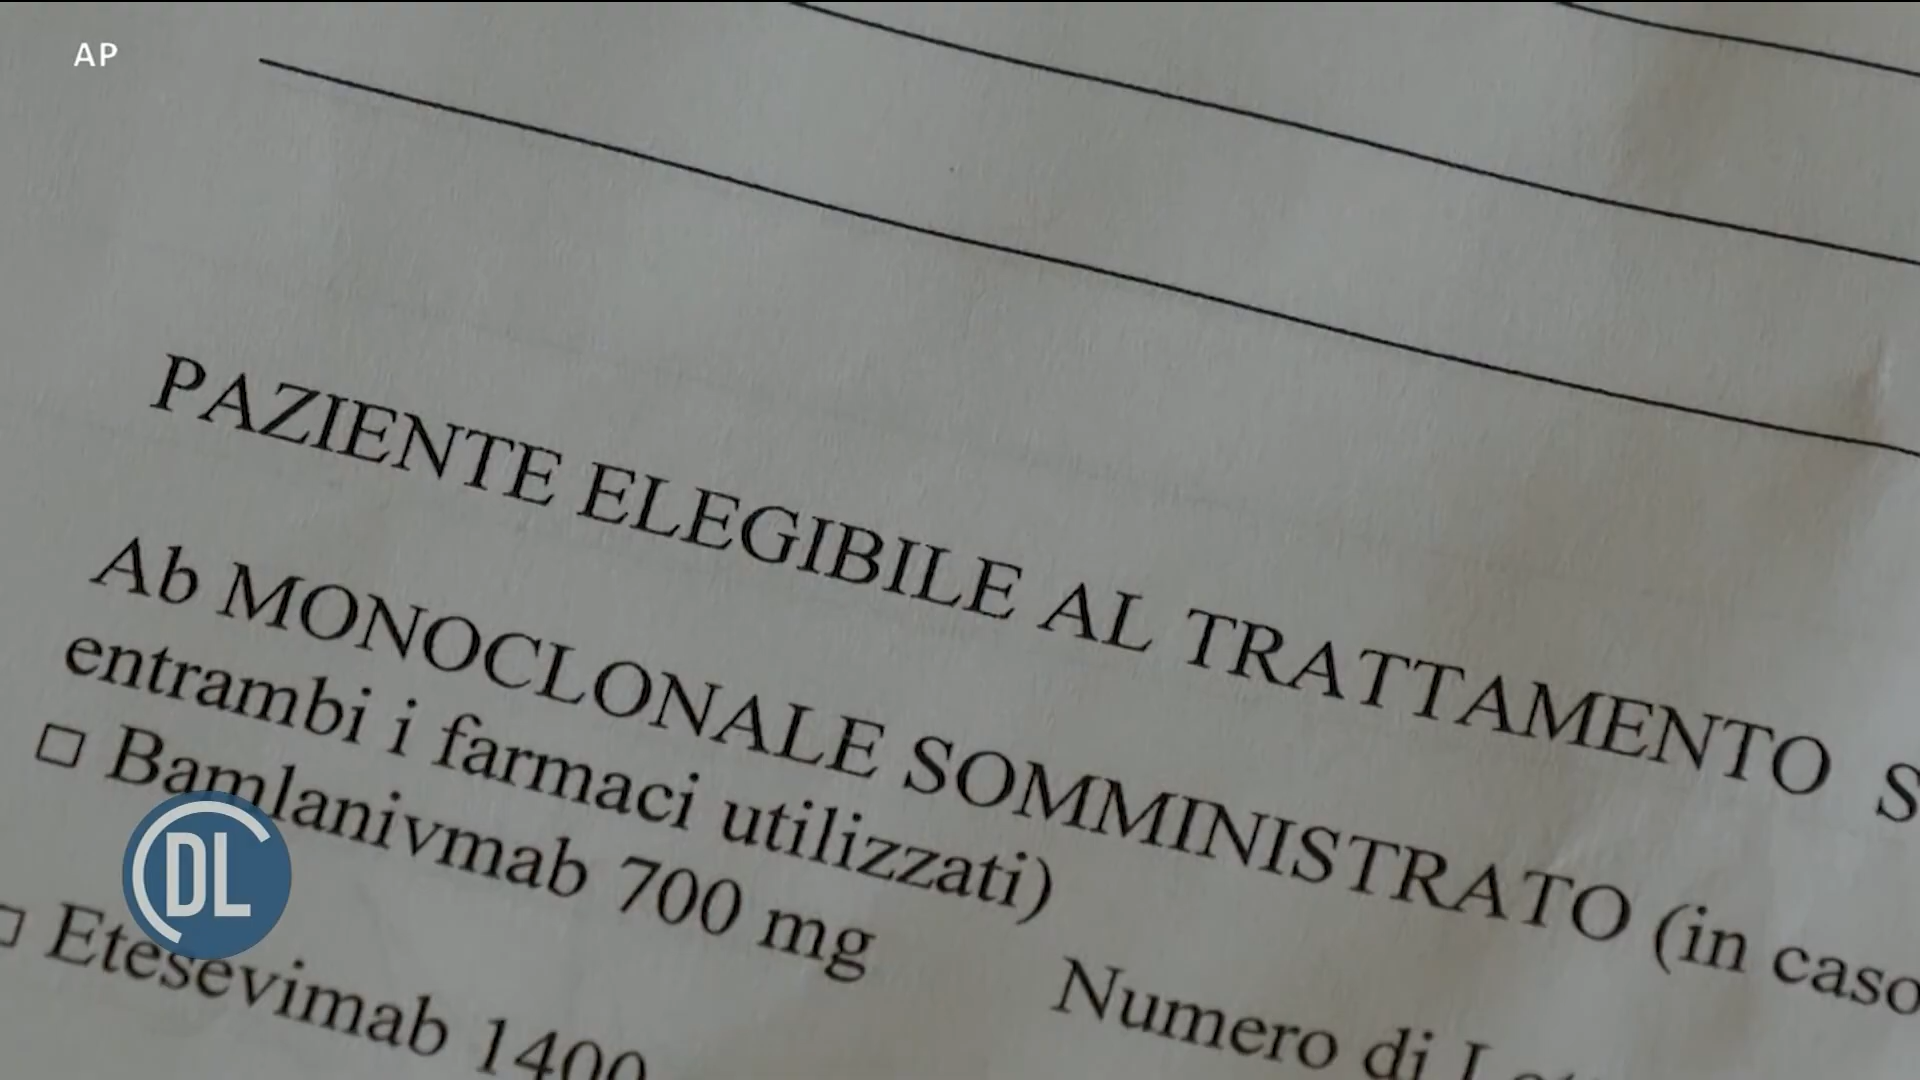 AP
PAZIENTE ELEGIBILE AL TRATTAMENTO S
Ab MONOCLONALE SOMMINISTRATO (in caso
entrambi i farmaci utilizzati)
□ Bamlanivmab 700 mg Numero di Lot
□ Etesevimab 1400
DL